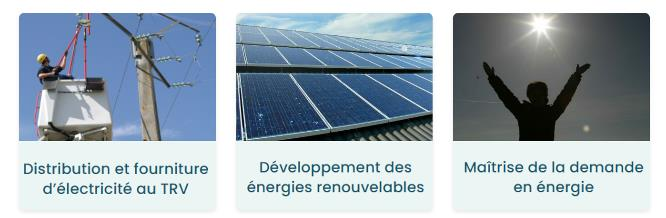 Distribution et fourniture
d’électricité au TRV
Développement des
énergies renouvelables
Maîtrise de la demande
en énergie